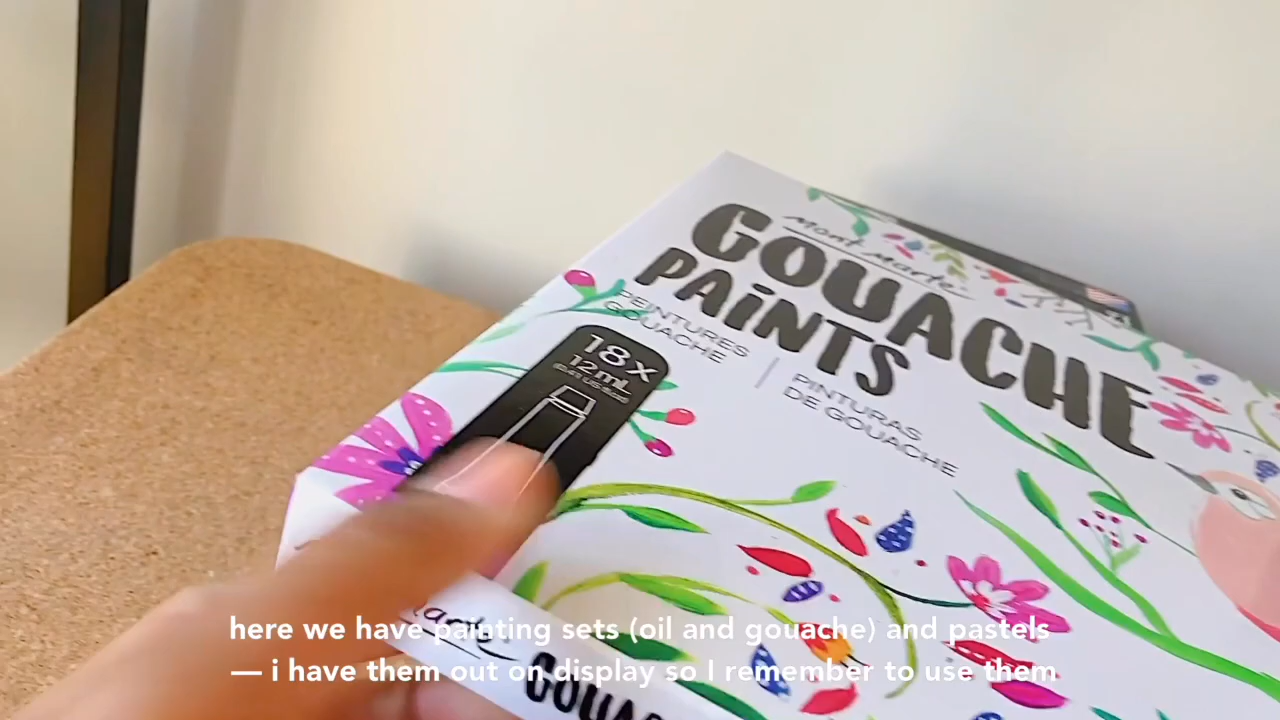 mont marte
GOUACHE
PAiNTS
PEINTURES
GOUACHE
PINTURAS
DE GOUACHE
18 x
12mL
here we have painting sets (oil and gouache) and pastels
— i have them out on display so I remember to use them